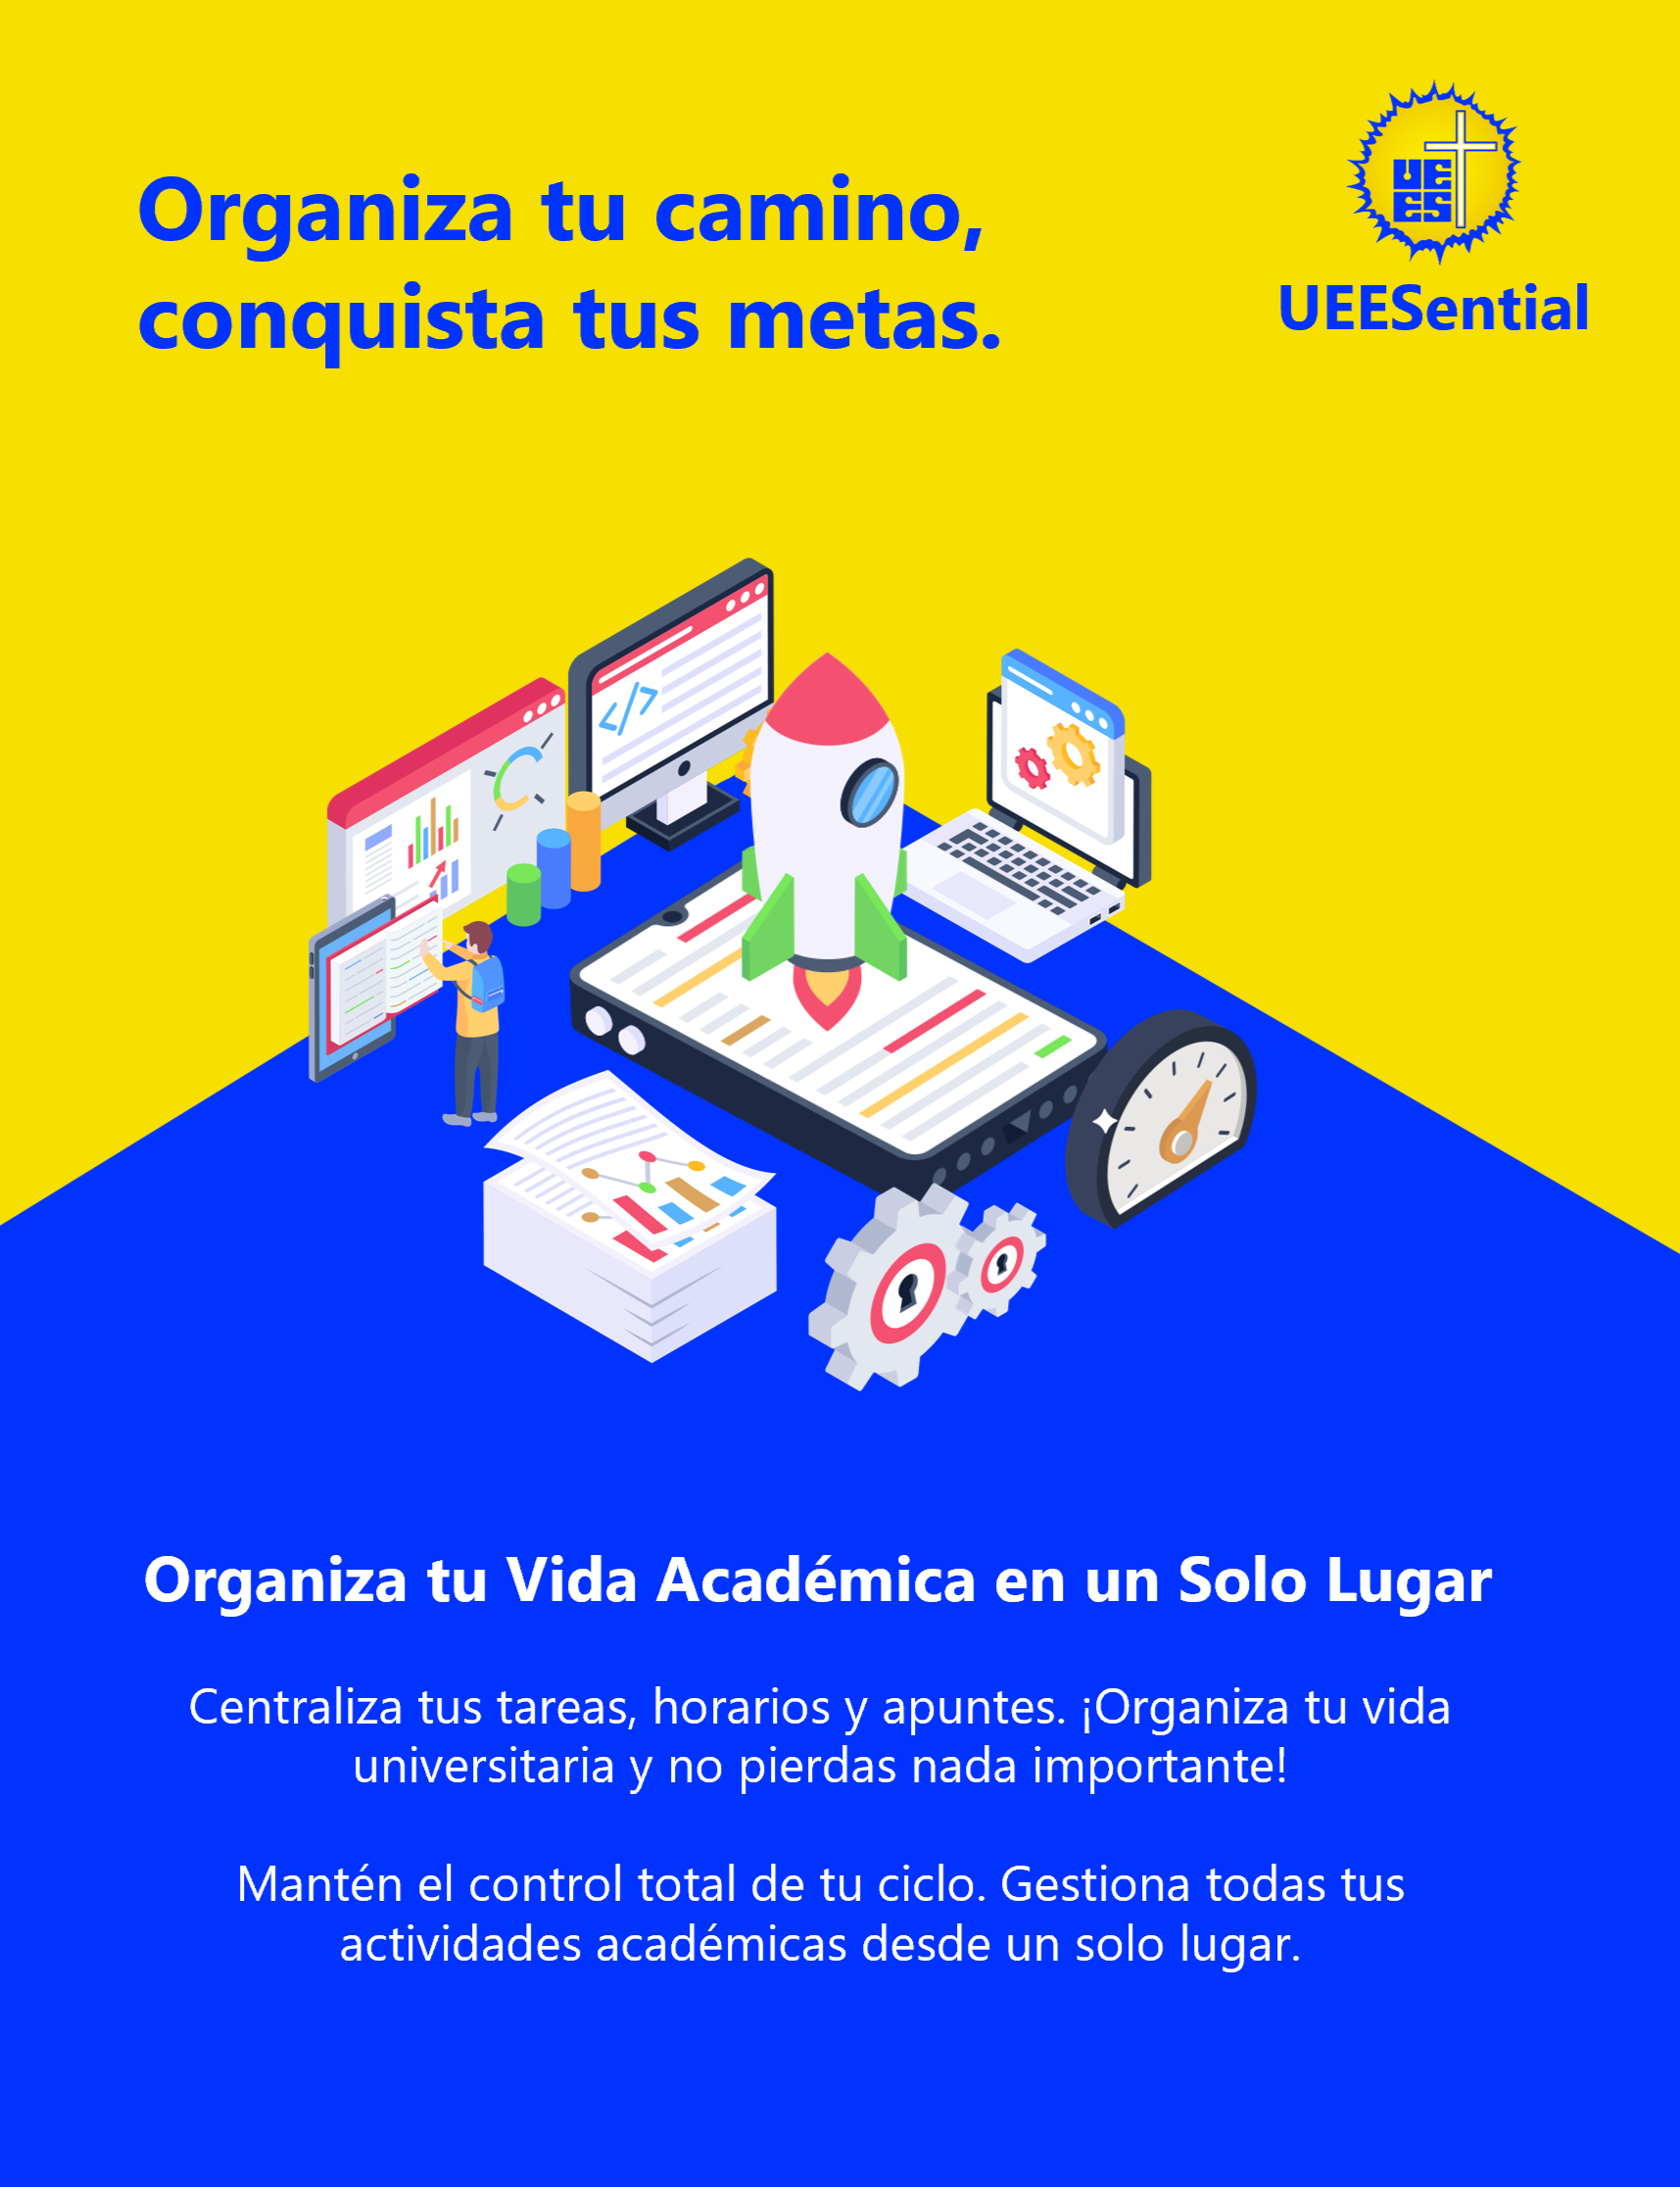 Organiza tu camino,
conquista tus metas.
UE
ES
UEESential
</>
Organiza tu Vida Académica en un Solo Lugar
Centraliza tus tareas, horarios y apuntes. ¡Organiza tu vida
universitaria y no pierdas nada importante!
Mantén el control total de tu ciclo. Gestiona todas tus
actividades académicas desde un solo lugar.